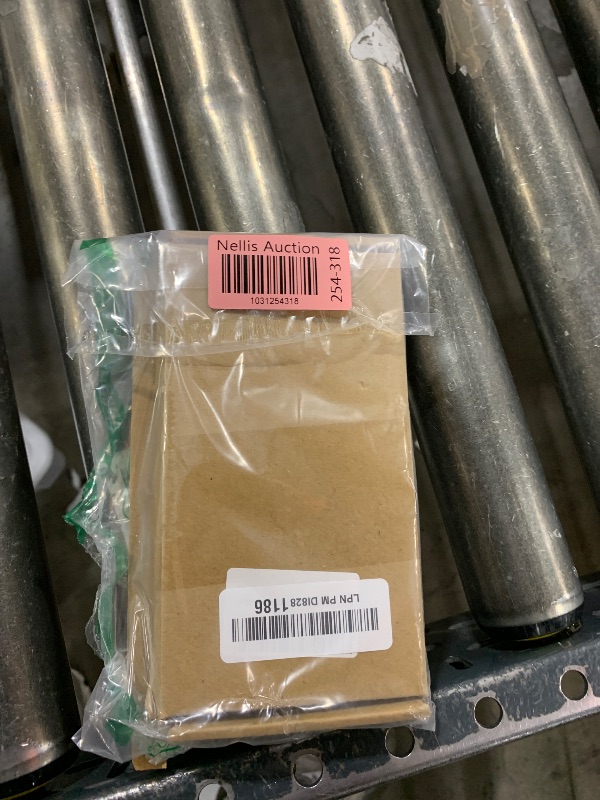 Nellis Auction
1031254318
254-318
LPN PM DI828 1186